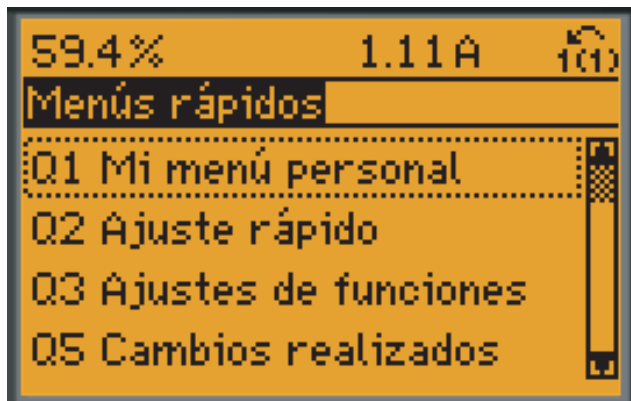 59.4% 1.11A 1(1)
Menús rápidos
Q1 Mi menú personal
Q2 Ajuste rápido
Q3 Ajustes de funciones
Q5 Cambios realizados